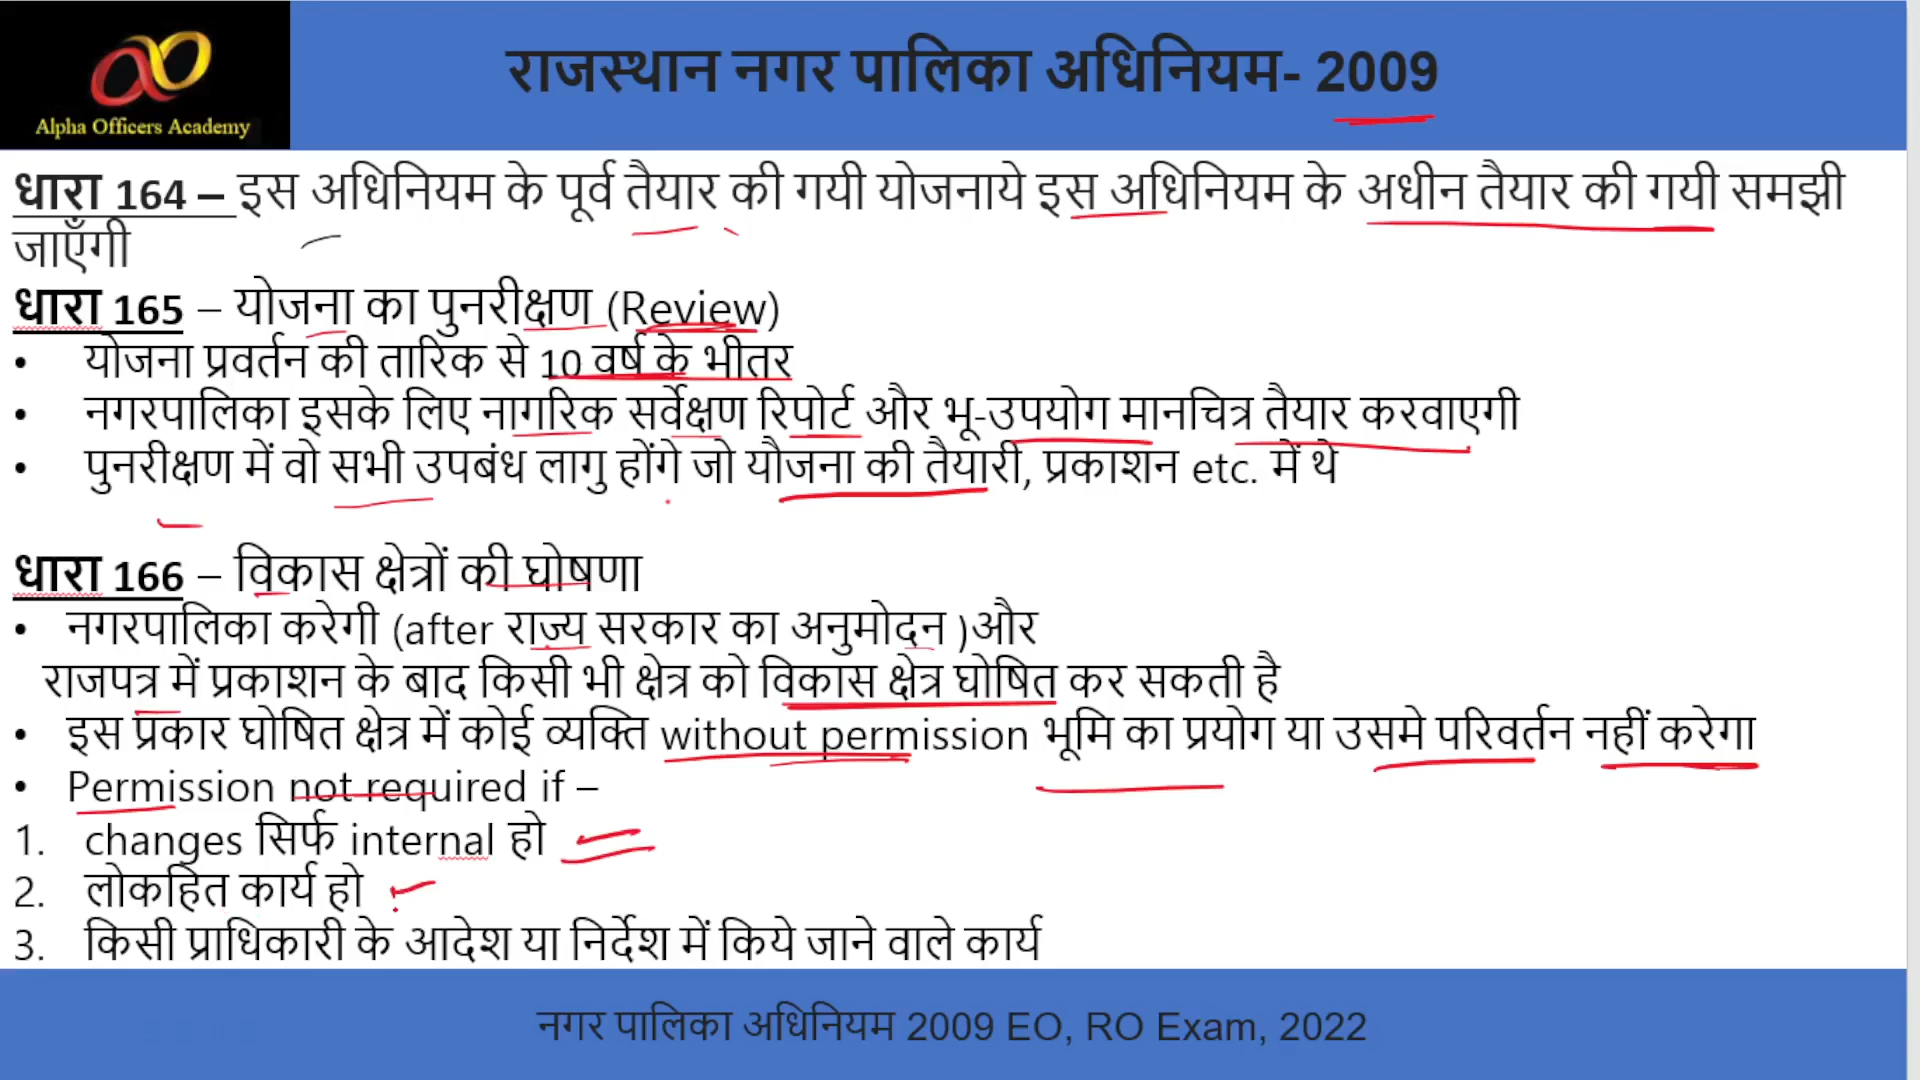 Alpha Officers Academy
राजस्थान नगर पालिका अधिनियम- 2009
धारा 164 – इस अधिनियम के पूर्व तैयार की गयी योजनाये इस अधिनियम के अधीन तैयार की गयी समझी
जाएँगी
धारा 165 – योजना का पुनरीक्षण (Review)
• योजना प्रवर्तन की तारिक से 10 वर्ष के भीतर
• नगरपालिका इसके लिए नागरिक सर्वेक्षण रिपोर्ट और भू-उपयोग मानचित्र तैयार करवाएगी
• पुनरीक्षण में वो सभी उपबंध लागु होंगे जो यौजना की तैयारी, प्रकाशन etc. में थे
धारा 166 – विकास क्षेत्रों की घोषणा
• नगरपालिका करेगी (after राज्य सरकार का अनुमोदन )और
राजपत्र में प्रकाशन के बाद किसी भी क्षेत्र को विकास क्षेत्र घोषित कर सकती है
• इस प्रकार घोषित क्षेत्र में कोई व्यक्ति without permission भूमि का प्रयोग या उसमे परिवर्तन नहीं करेगा
• Permission not required if –
1. changes सिर्फ internal हो
2. लोकहित कार्य हो
3. किसी प्राधिकारी के आदेश या निर्देश में किये जाने वाले कार्य
नगर पालिका अधिनियम 2009 EO, RO Exam, 2022